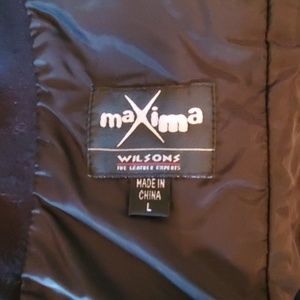 maXima
WILSONS
THE LEATHER EXPERTS
MADE IN
CHINA
L